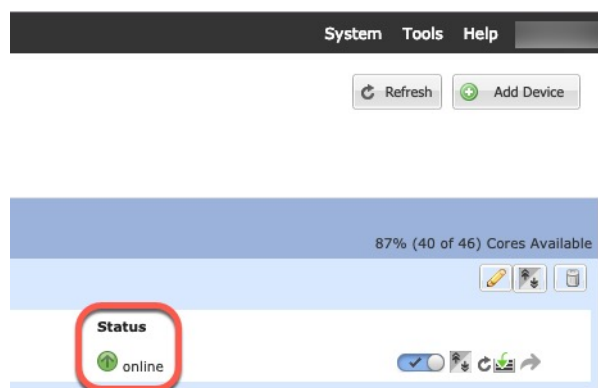 System Tools Help
Refresh Add Device
87% (40 of 46) Cores Available
Status
online